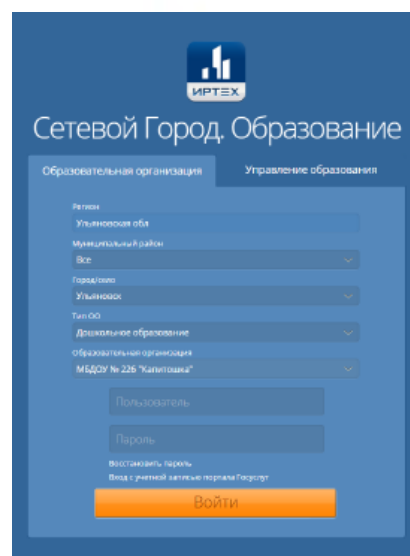 ИРТЕХ
Сетевой Город. Образование
Образовательная организация Управление образования
Регион
Ульяновская обл
Муниципальный район
Все
Город/село
Ульяновск
Тип ОО
Дошкольное образование
Образовательная организация
МБДОУ № 226 "Капитошка"
Пользователь
Пароль
Восстановить пароль
Вход с учетной записью портала Госуслуг
Войти